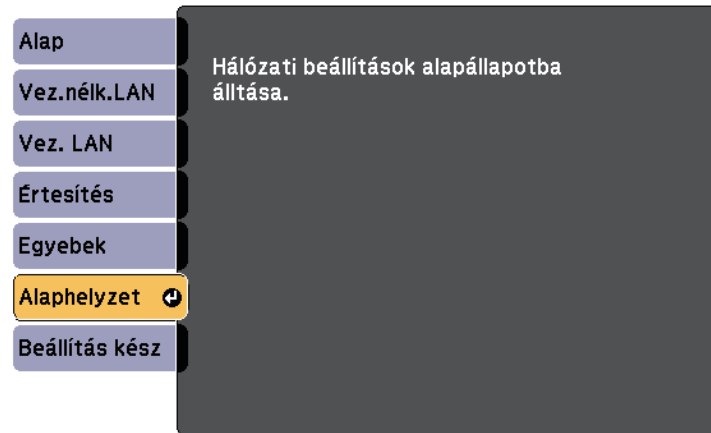 Alap
Vez.nélk.LAN
Vez. LAN
Értesítés
Egyebek
Alaphelyzet
Beállítás kész
Hálózati beállítások alapállapotba
álltása.